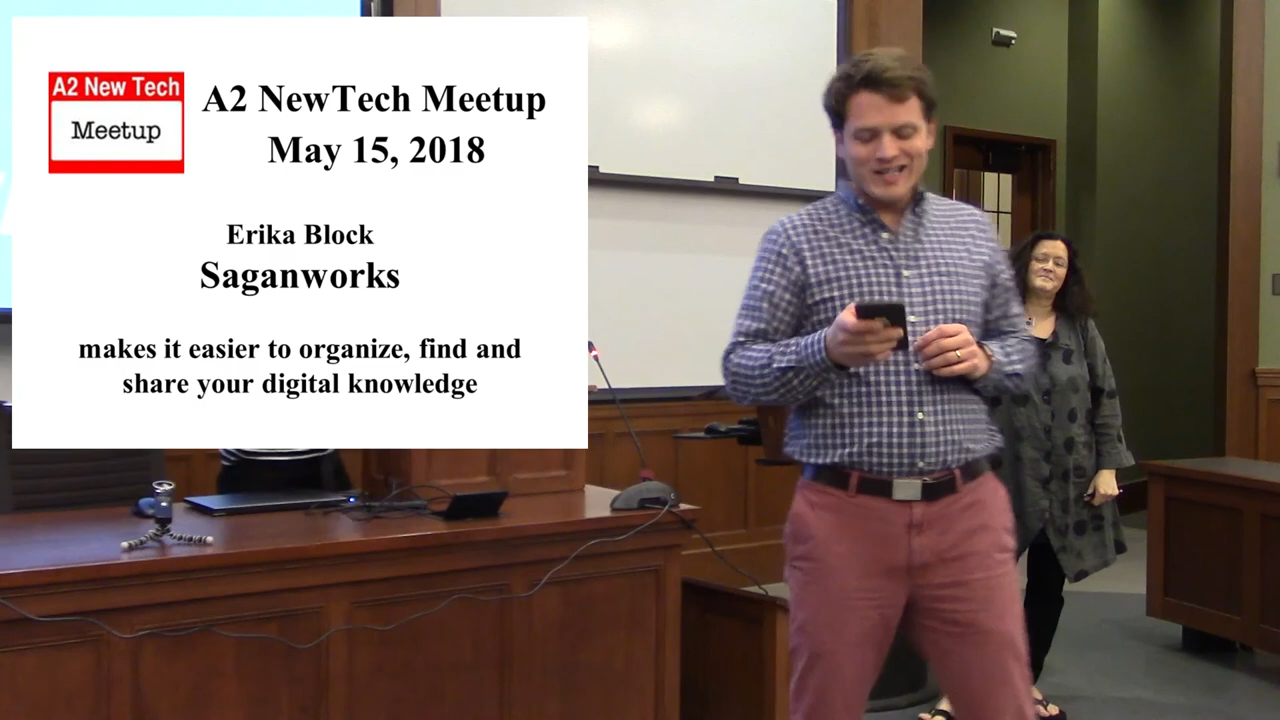 A2 New Tech
Meetup
A2 NewTech Meetup
May 15, 2018
Erika Block
Saganworks
makes it easier to organize, find and
share your digital knowledge